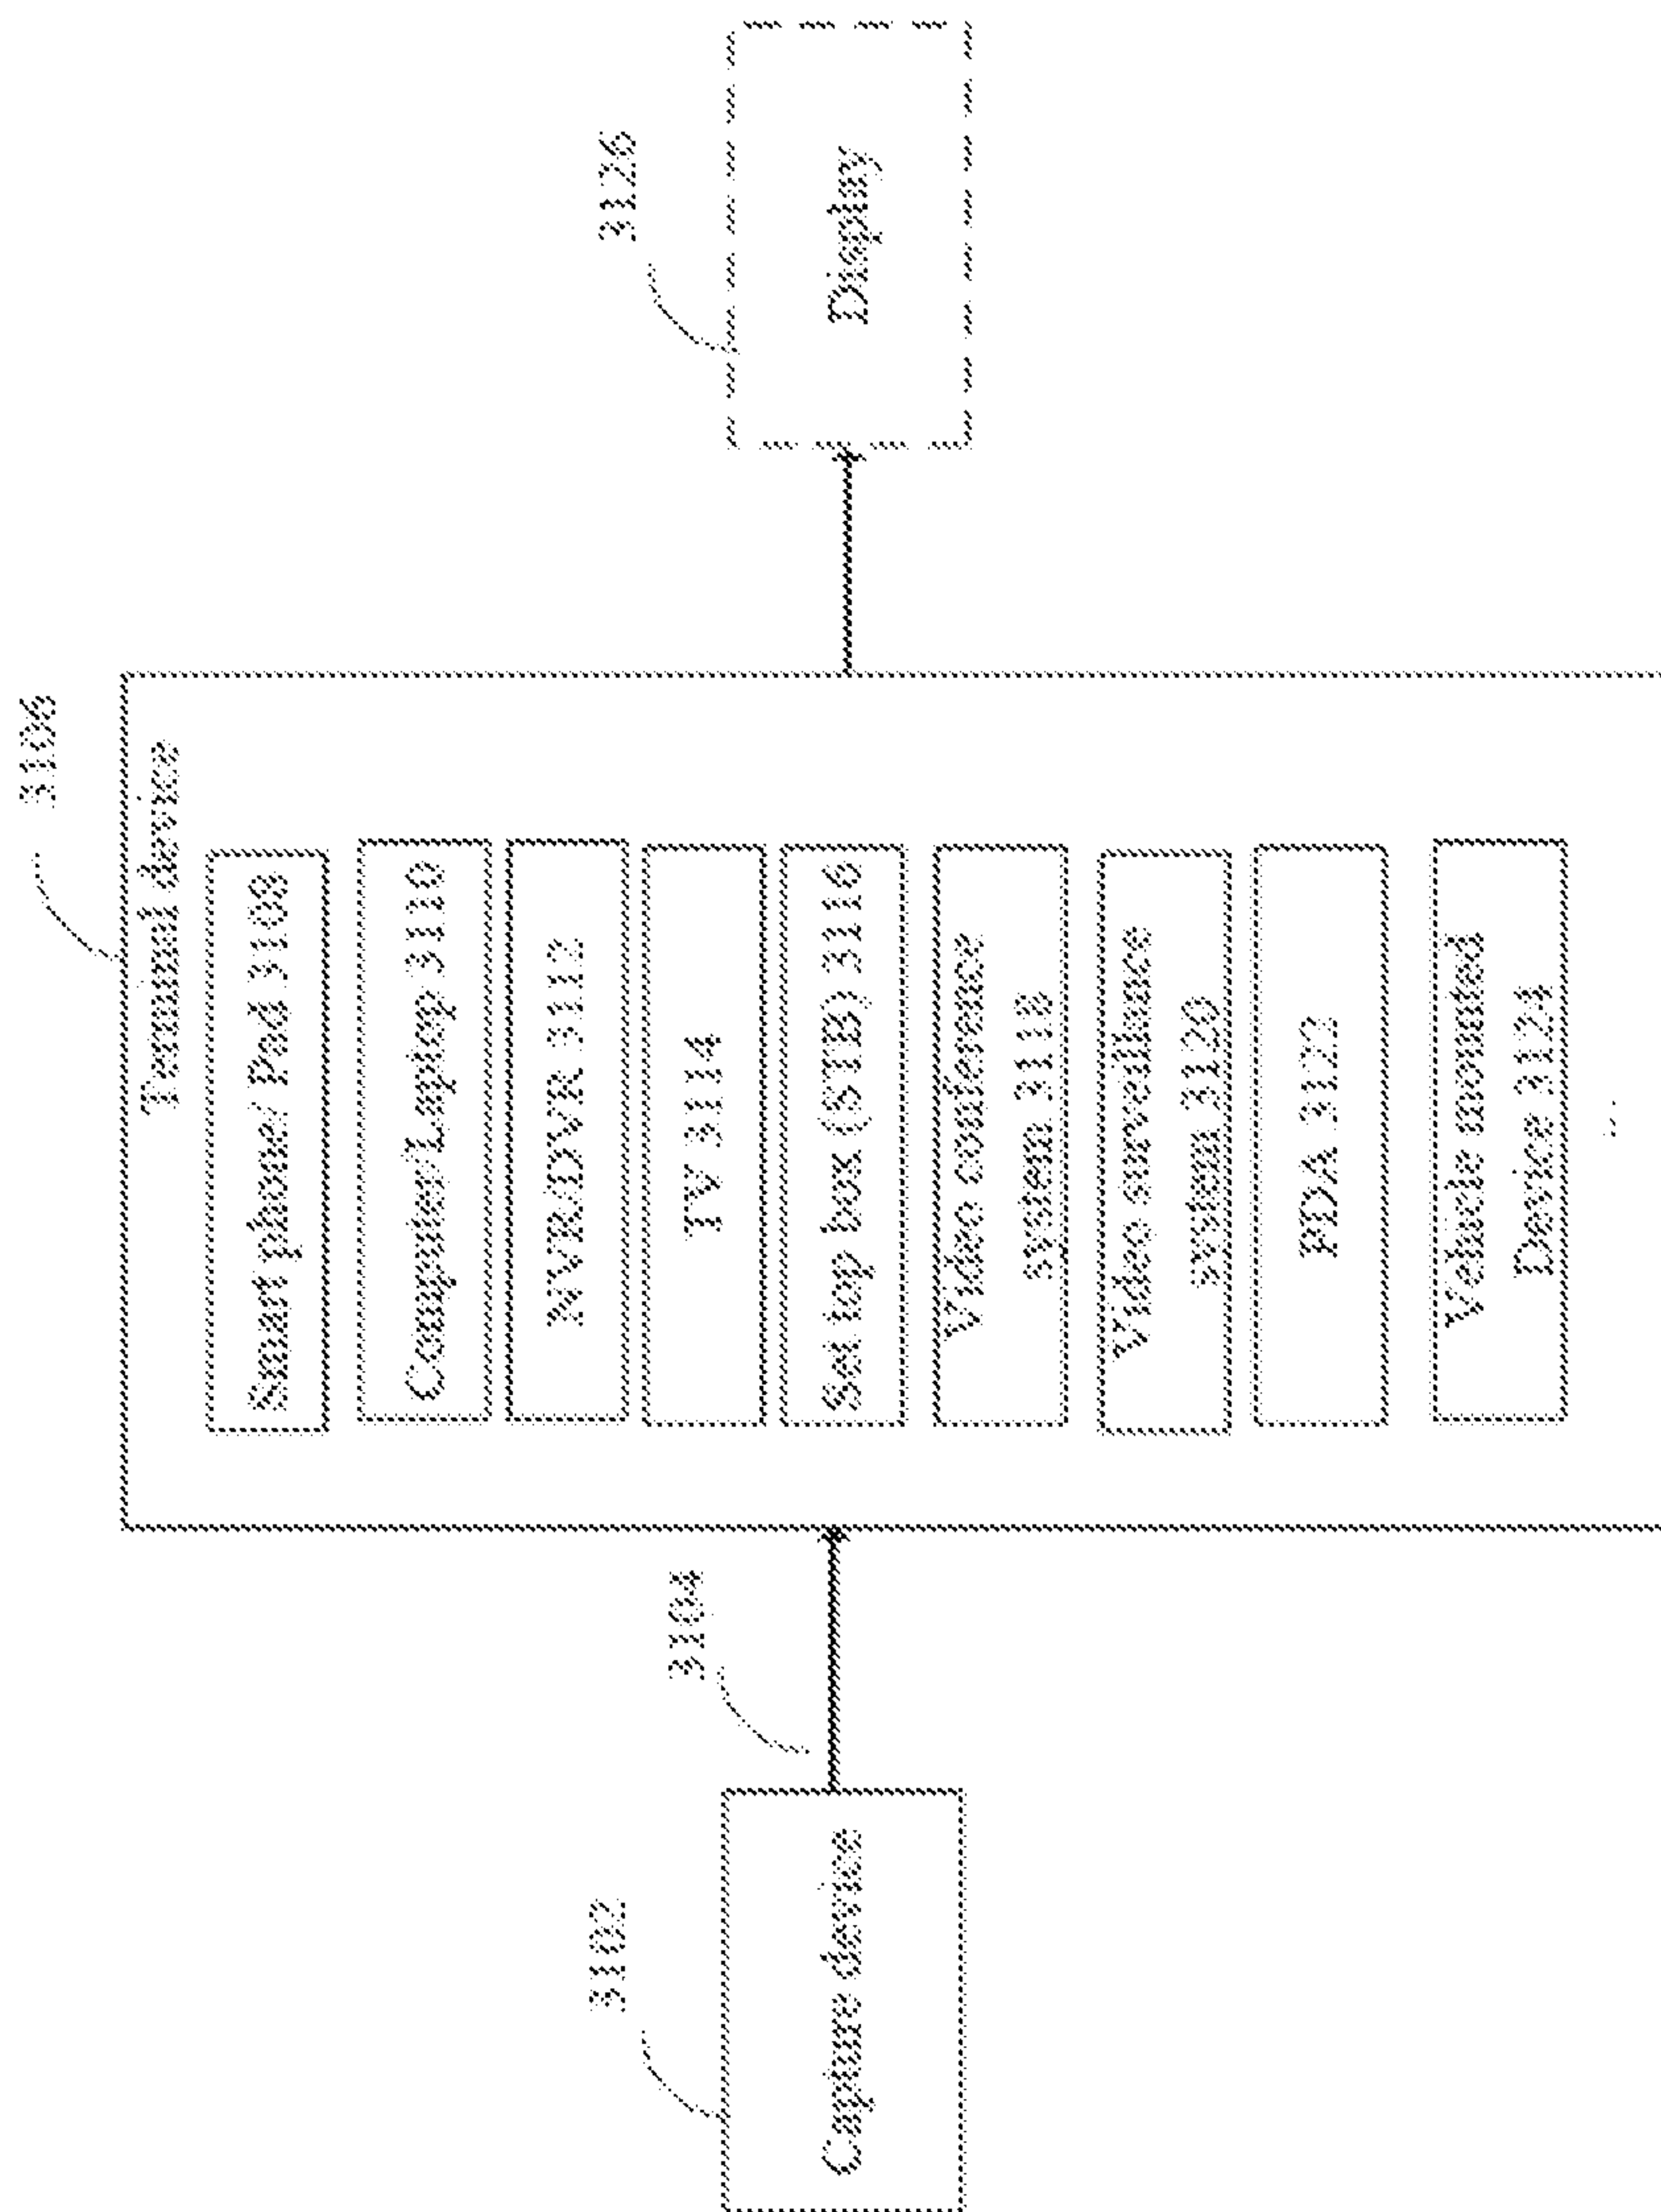 3106
Terminal device
Smart phone/ Pad 3108
Computer/Laptop 3110
NVR/DVR 3112
TV 3114
Set top box (STB) 3116
Video conference
system 3118
Video surveillance
system 3120
PDA 3122
Vehicle mounted
Device 3124
3102
Capture device
3104
3126
Display